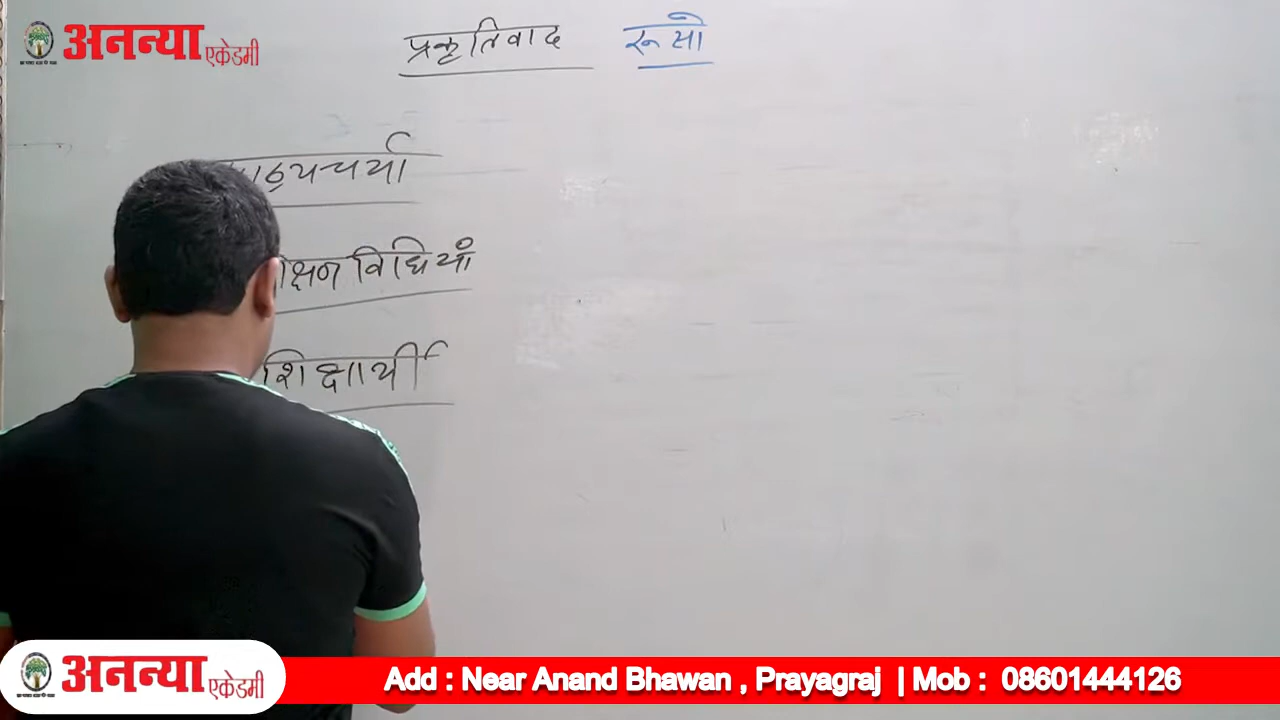 अनन्या एकेडमी
प्रकृतिवाद रूसो
पाठ्यचर्या
क्षण विधियां
शिक्षार्थी
अनन्या एकेडमी
Add : Near Anand Bhawan , Prayagraj | Mob : 08601444126